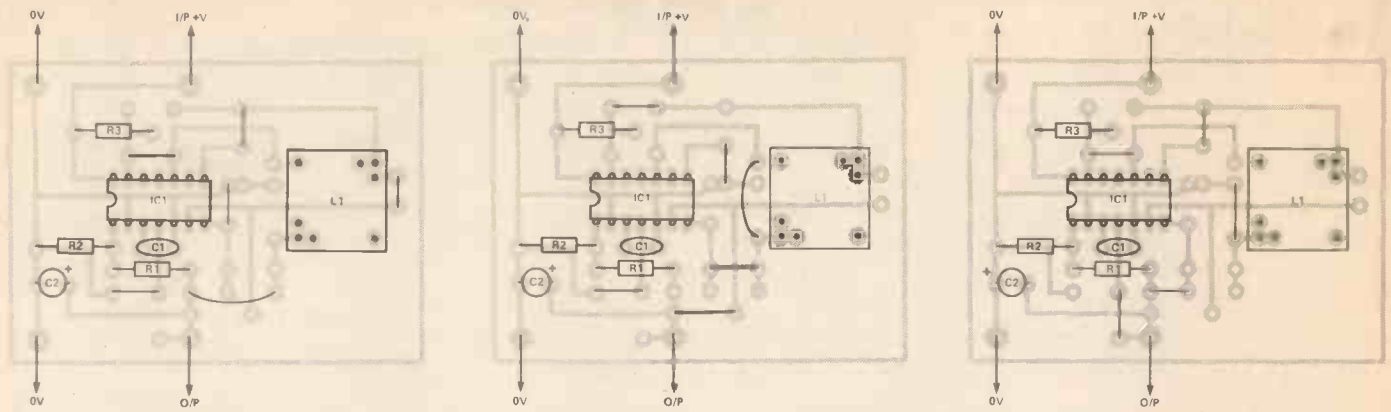 0V I/P +V
R3
IC1 L1
R2 C1
R1
+
C2
0V O/P
0V I/P +V
R3
IC1 L1
R2 C1
R1
+
C2
0V O/P
0V I/P +V
R3
IC1 L1
R2 C1
R1
+
C2
0V O/P